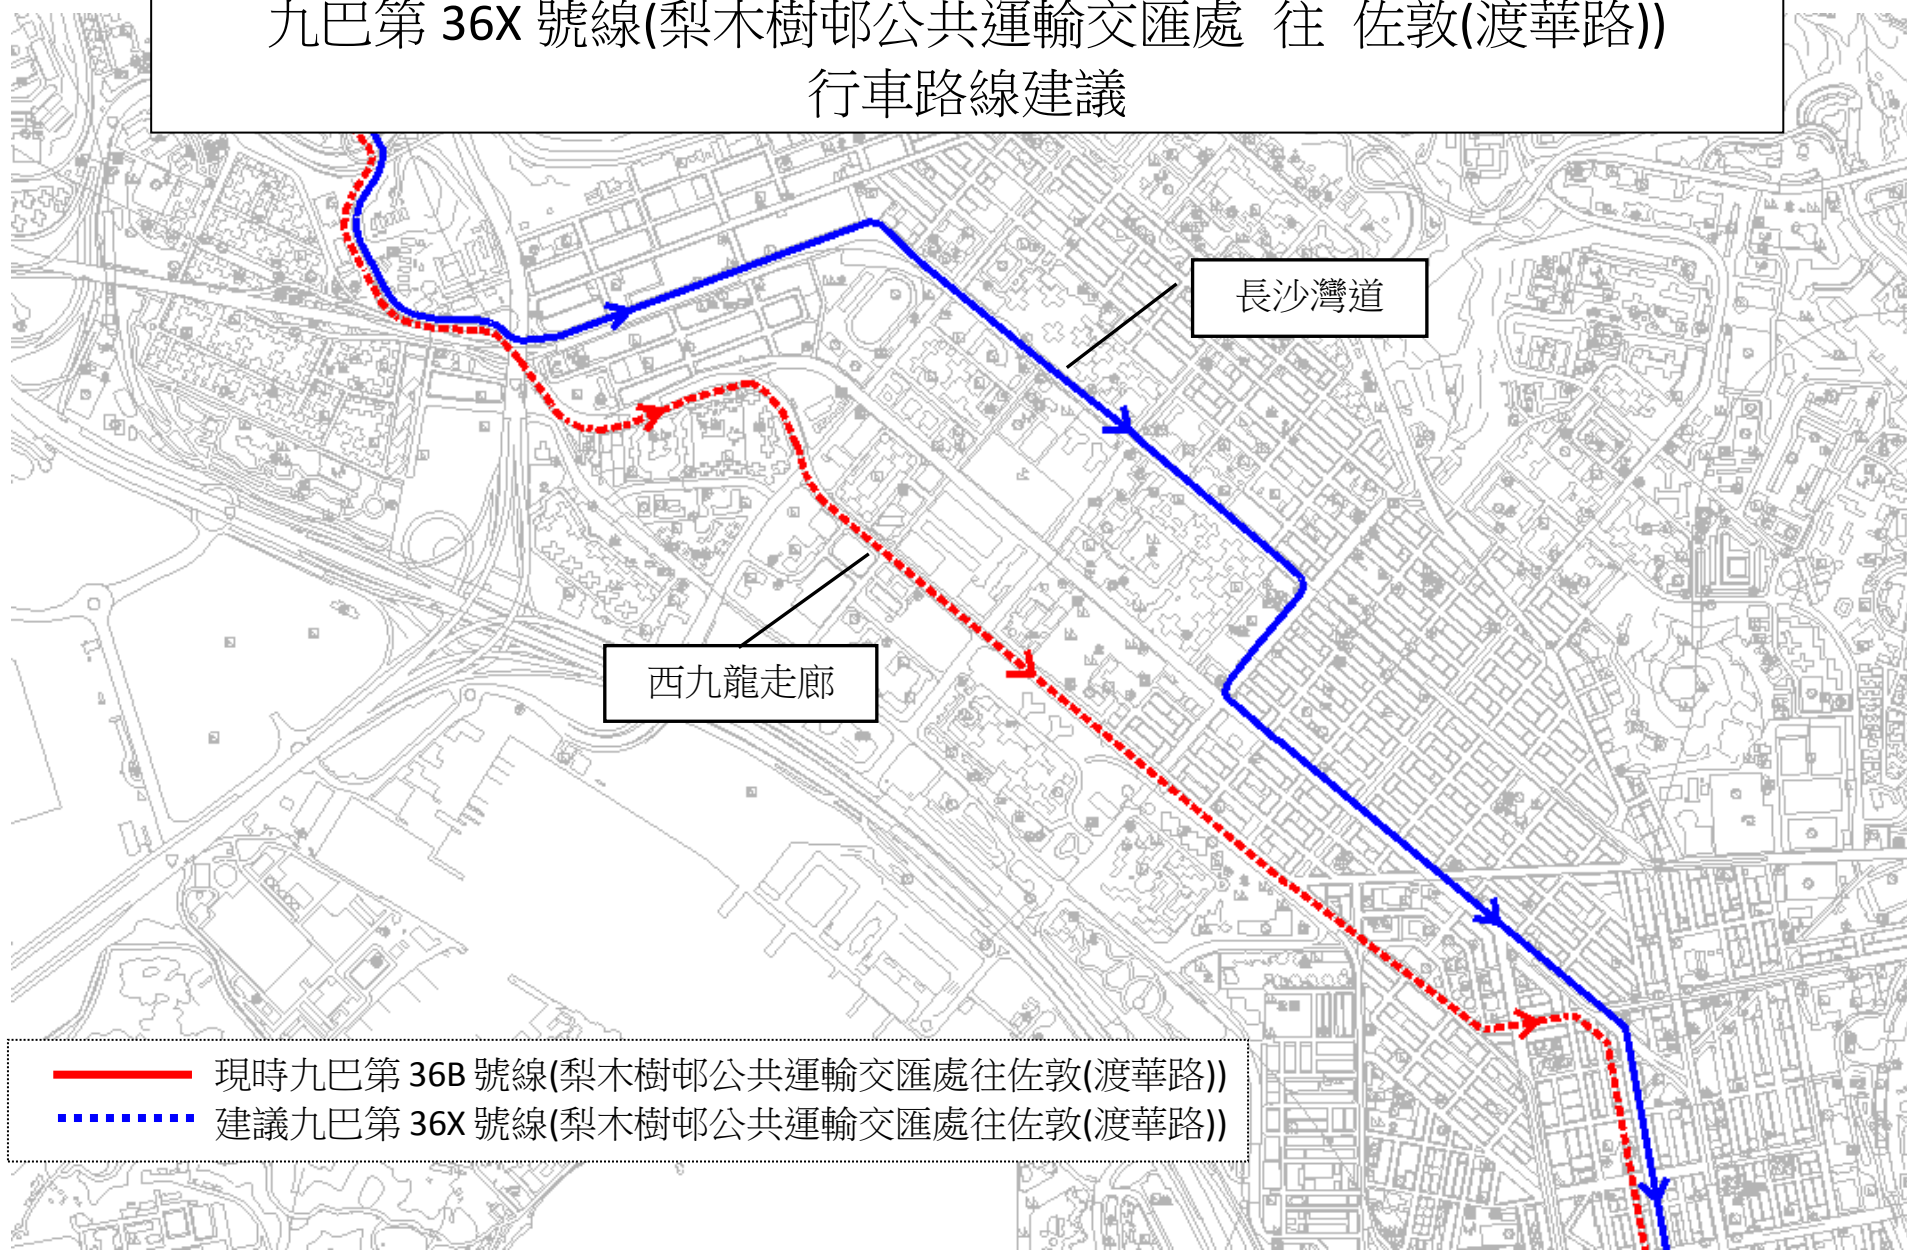 九巴第 36X 號線(梨木樹邨公共運輸交匯處 往 佐敦(渡華路))
行車路線建議
長沙灣道
西九龍走廊
現時九巴第 36B 號線(梨木樹邨公共運輸交匯處往佐敦(渡華路))
建議九巴第 36X 號線(梨木樹邨公共運輸交匯處往佐敦(渡華路))